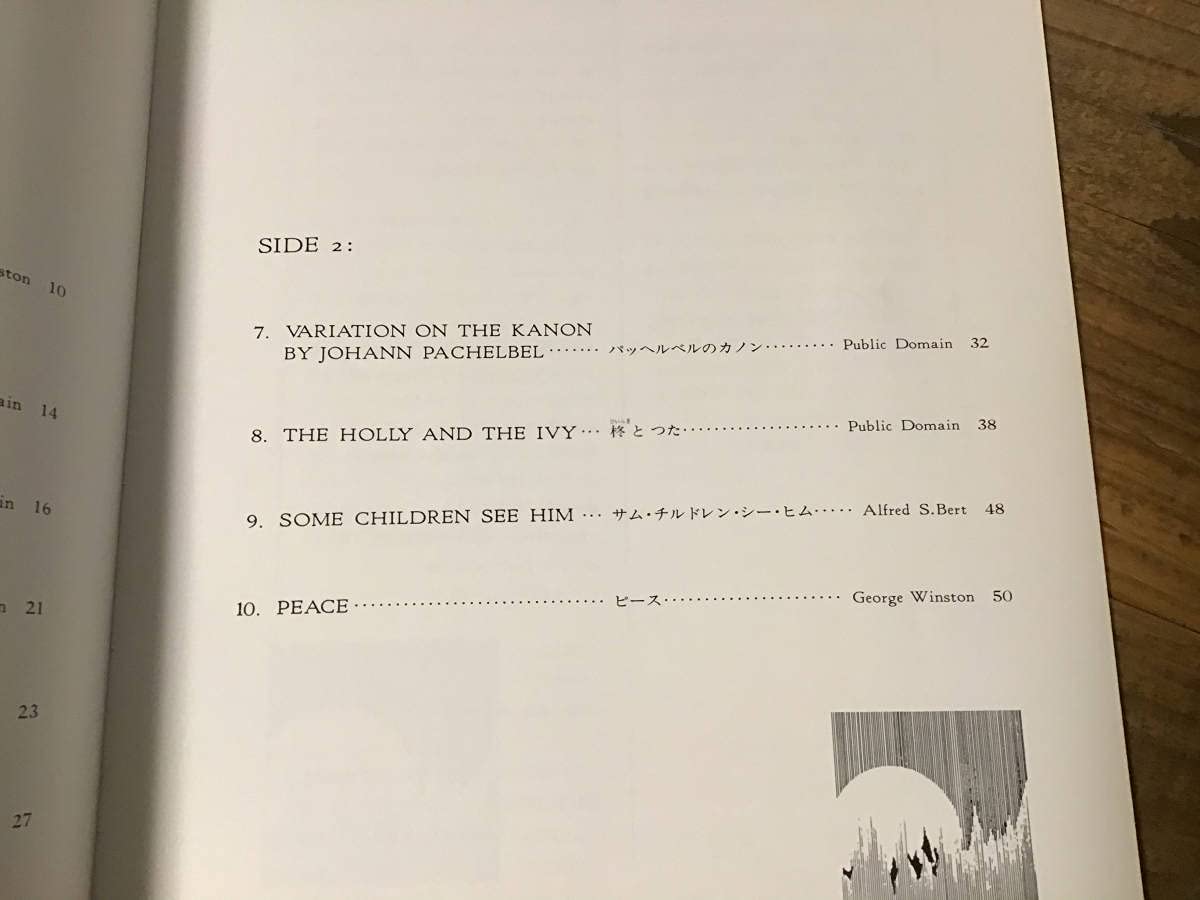 ston 10
ain 14
in 16
n 21
23
27
SIDE 2:
7. VARIATION ON THE KANON
BY JOHANN PACHELBEL ······· パッヘルベルのカノン ········· Public Domain 32
8. THE HOLLY AND THE IVY ··· 柊とつた ···················· Public Domain 38
9. SOME CHILDREN SEE HIM ··· サム・チルドレン・シー・ヒム ····· Alfred S.Bert 48
10. PEACE ······························· ピース ······················ George Winston 50